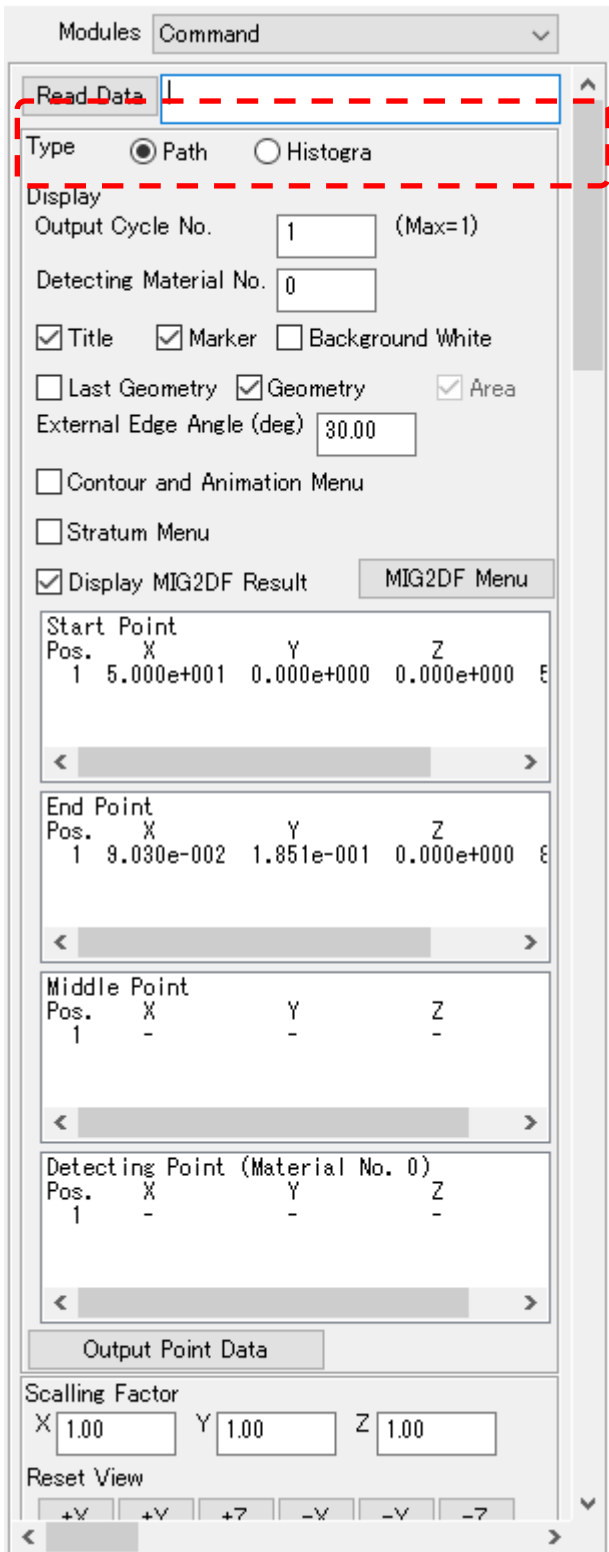 Modules Command
Read Data
Type Path Histogra
Display
Output Cycle No. 1 (Max=1)
Detecting Material No. 0
Title Marker Background White
Last Geometry Geometry Area
External Edge Angle (deg) 30.00
Contour and Animation Menu
Stratum Menu
Display MIG2DF Result MIG2DF Menu
Start Point
Pos. X Y Z
1 5.000e+001 0.000e+000 0.000e+000 5
End Point
Pos. X Y Z
1 9.030e-002 1.851e-001 0.000e+000
Middle Point
Pos. X Y Z
1 - - -
Detecting Point (Material No. 0)
Pos. X Y Z
1 - - -
Output Point Data
Scalling Factor
X 1.00 Y 1.00 Z 1.00
Reset View
+X +Y +Z -X -Y -Z